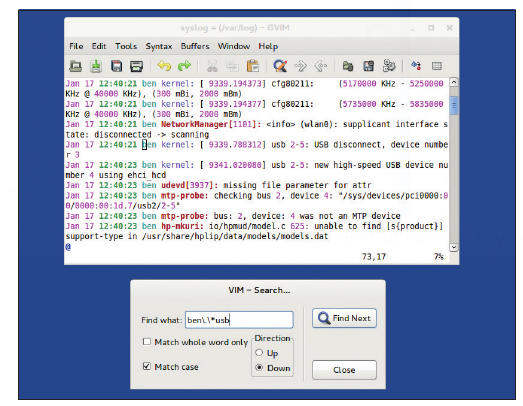 syslog = (/var/log) - GVIM
File Edit Tools Syntax Buffers Window Help
Jan 17 12:40:21 ben kernel: [ 9339.194373] cfg80211:     (5170000 KHz - 5250000
KHz @ 40000 KHz), (300 mBi, 2000 mBm)
Jan 17 12:40:21 ben kernel: [ 9339.194377] cfg80211:     (5735000 KHz - 5835000
KHz @ 40000 KHz), (300 mBi, 2000 mBm)
Jan 17 12:40:21 ben NetworkManager[1101]: <info> (wlan0): supplicant interface s
tate: disconnected -> scanning
Jan 17 12:40:21 ben kernel: [ 9339.788312] usb 2-5: USB disconnect, device numbe
r 3
Jan 17 12:40:23 ben kernel: [ 9341.020080] usb 2-5: new high-speed USB device nu
mber 4 using ehci_hcd
Jan 17 12:40:23 ben udevd[3937]: missing file parameter for attr
Jan 17 12:40:23 ben mtp-probe: checking bus 2, device 4: "/sys/devices/pci0000:0
0/0000:00:1d.7/usb2/2-5"
Jan 17 12:40:23 ben mtp-probe: bus: 2, device: 4 was not an MTP device
Jan 17 12:40:23 ben hp-mkuri: io/hpmud/model.c 625: unable to find [s{product}]
support-type in /usr/share/hplip/data/models/models.dat
@
73,17 7%
VIM - Search...
Find what: ben\.\*usb
Find Next
Match whole word only
Direction
Up
Match case
Down
Close